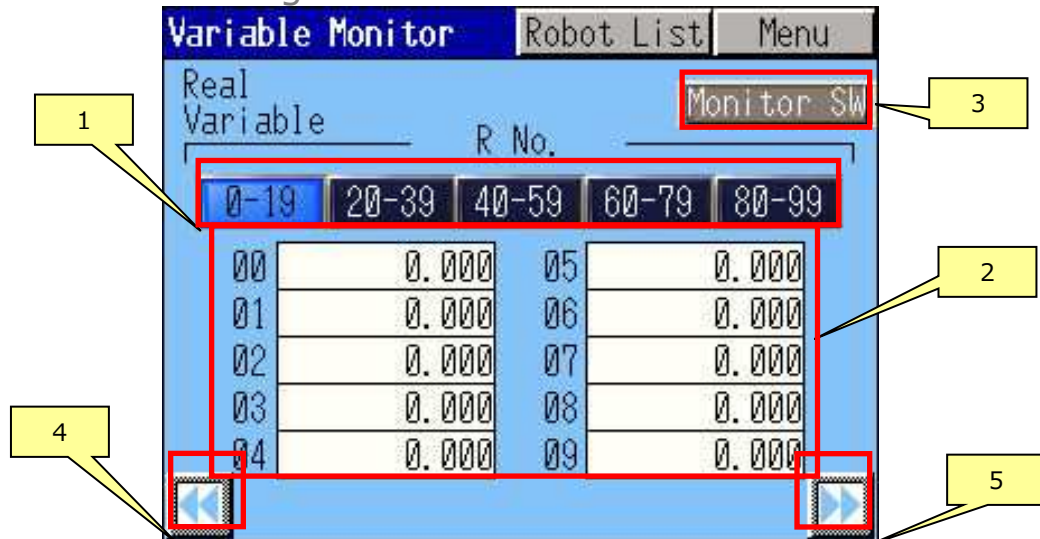 Variable Monitor Robot List Menu
Real
Variable
Monitor SW
R No.
0-19 20-39 40-59 60-79 80-99
00 0.000 05 0.000
01 0.000 06 0.000
02 0.000 07 0.000
03 0.000 08 0.000
04 0.000 09 0.000
1
2
3
4
5